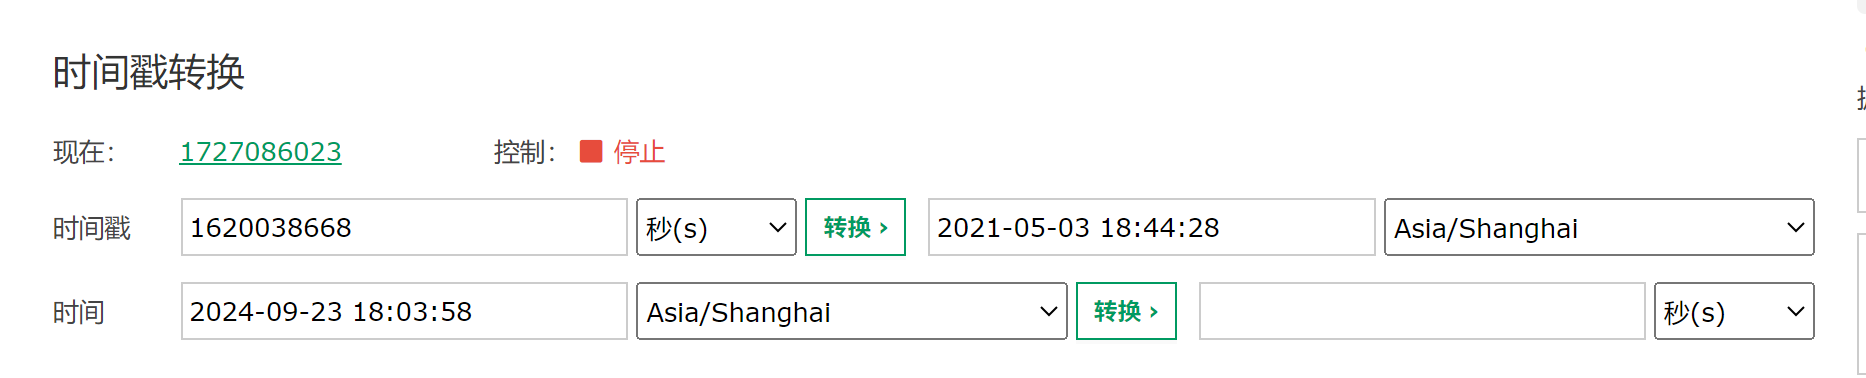 时间戳转换
现在： 1727086023 控制： 停止
时间戳 1620038668 秒(s) 转换 › 2021-05-03 18:44:28 Asia/Shanghai
时间 2024-09-23 18:03:58 Asia/Shanghai 转换 › 秒(s)